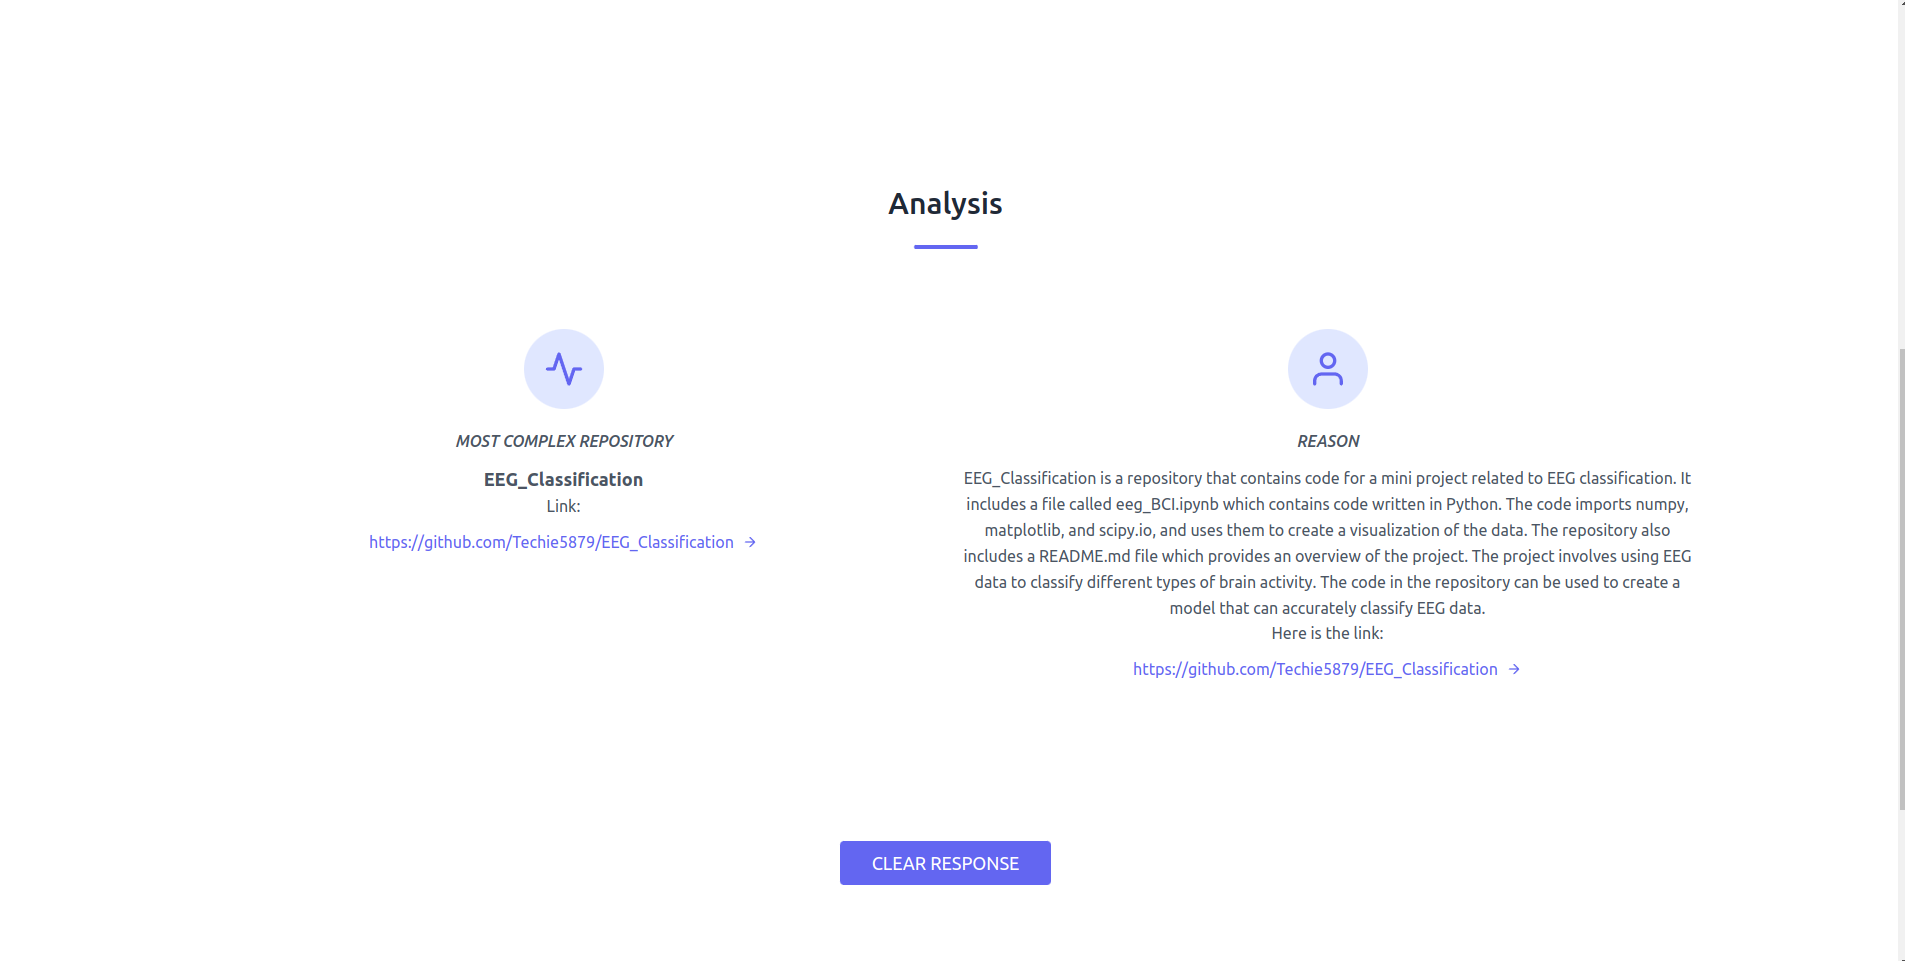 Analysis
MOST COMPLEX REPOSITORY
EEG_Classification
Link:
https://github.com/Techie5879/EEG_Classification →
REASON
EEG_Classification is a repository that contains code for a mini project related to EEG classification. It
includes a file called eeg_BCI.ipynb which contains code written in Python. The code imports numpy,
matplotlib, and scipy.io, and uses them to create a visualization of the data. The repository also
includes a README.md file which provides an overview of the project. The project involves using EEG
data to classify different types of brain activity. The code in the repository can be used to create a
model that can accurately classify EEG data.
Here is the link:
https://github.com/Techie5879/EEG_Classification →
CLEAR RESPONSE